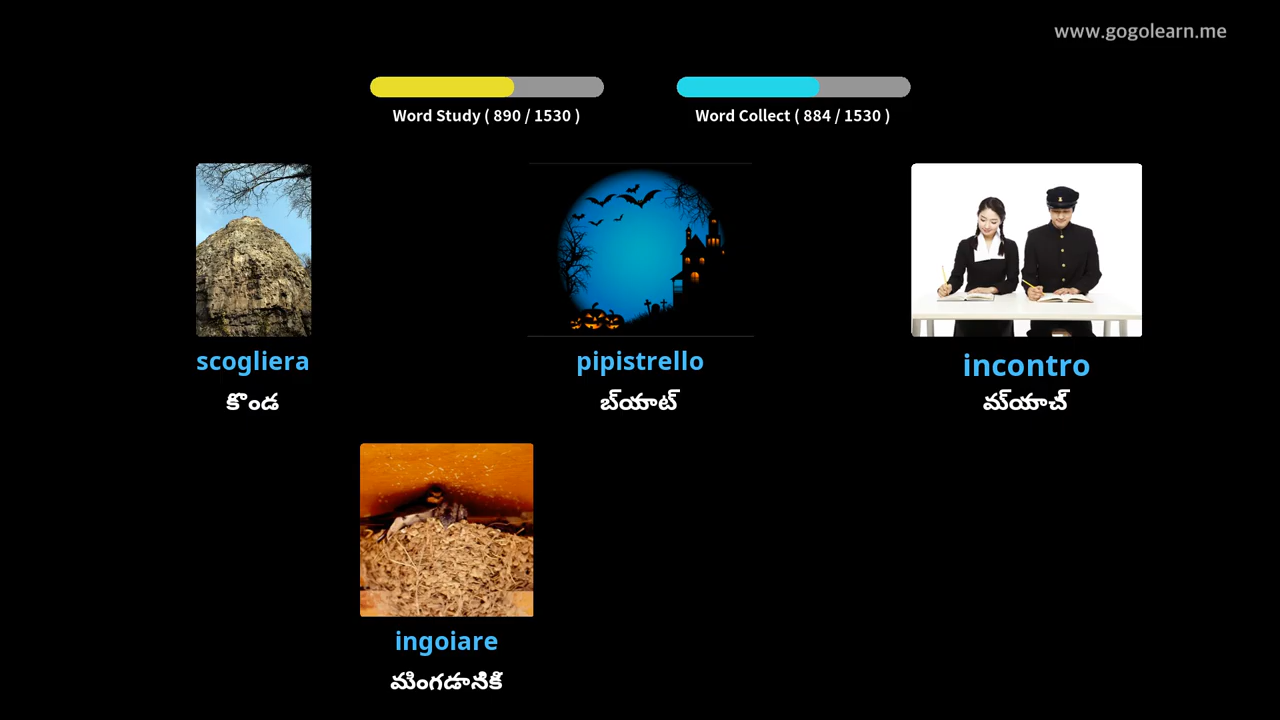 www.gogolearn.me
Word Study ( 890 / 1530 )
Word Collect ( 884 / 1530 )
scogliera
కొండ
pipistrello
బ్యాట్
incontro
మ్యాచ్
ingoiare
మింగడానికి